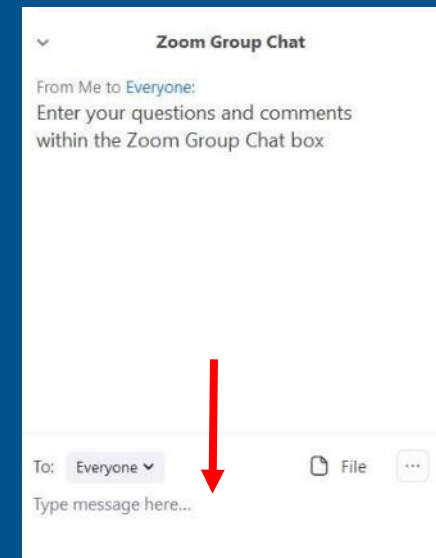 Zoom Group Chat
From Me to Everyone:
Enter your questions and comments
within the Zoom Group Chat box
To: Everyone File ...
Type message here...